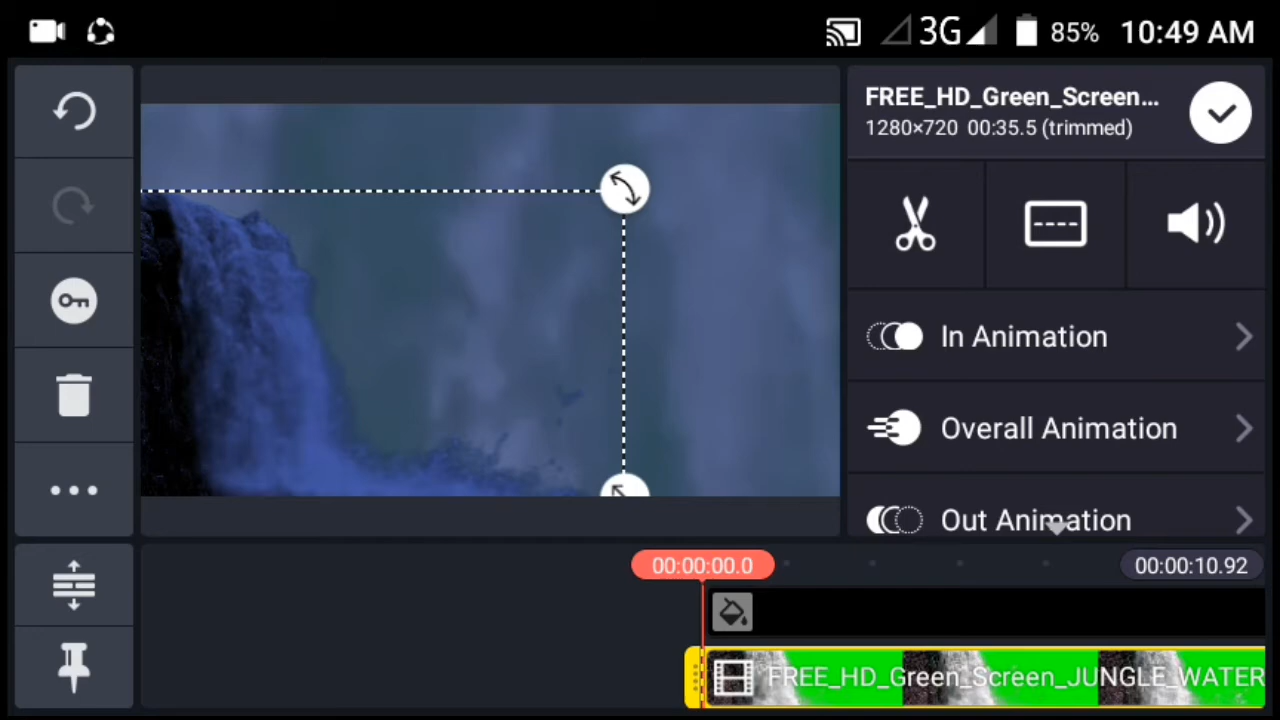 3G 85% 10:49 AM
FREE_HD_Green_Screen...
1280×720 00:35.5 (trimmed)
In Animation
Overall Animation
Out Animation
00:00:00.0
00:00:10.92
FREE_HD_Green_Screen_JUNGLE_WATER